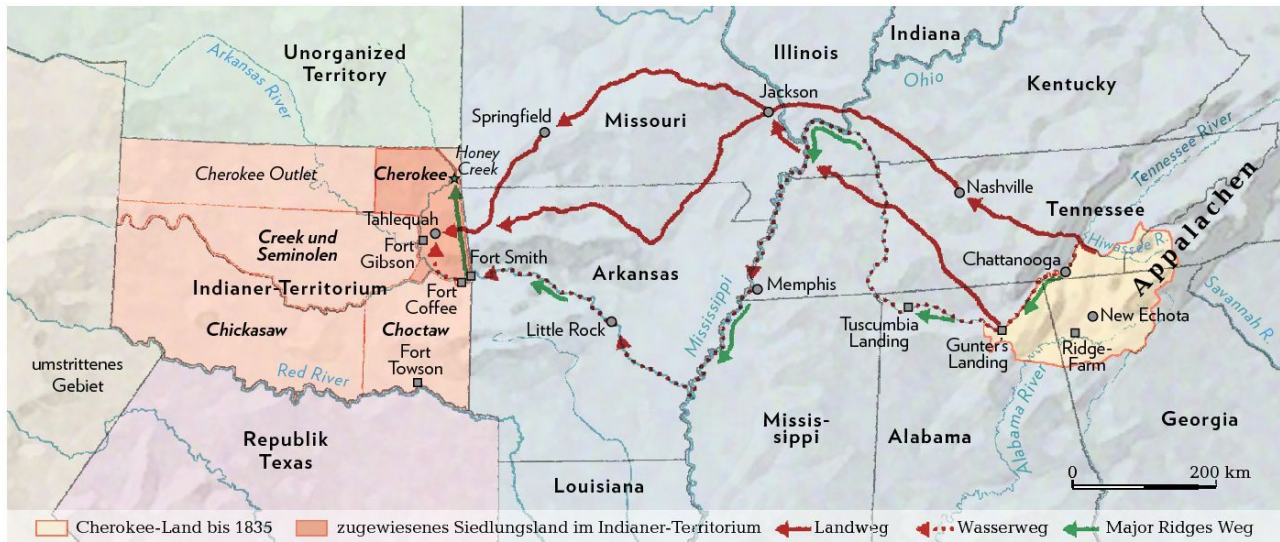 Unorganized
Territory
Arkansas River
Illinois
Indiana
Ohio
Kentucky
Jackson
Springfield
Missouri
Honey
Creek
Cherokee Outlet
Cherokee
Tennessee River
Appalachen
Nashville
Tennessee
Hiwassee R.
Tahlequah
Fort
Gibson
Creek und
Seminolen
Chattanooga
Fort Smith
Arkansas
Memphis
Mississippi
Savannah R.
Indianer-Territorium
Fort
Coffee
New Echota
Chickasaw
Choctaw
Little Rock
Tuscumbia
Landing
Gunter's
Landing
Ridge-
Farm
umstrittenes
Gebiet
Fort
Towson
Red River
Alabama River
Republik
Texas
Missis-
sippi
Alabama
Georgia
Louisiana
0 200 km
Cherokee-Land bis 1835 zugewiesenes Siedlungsland im Indianer-Territorium Landweg Wasserweg Major Ridges Weg